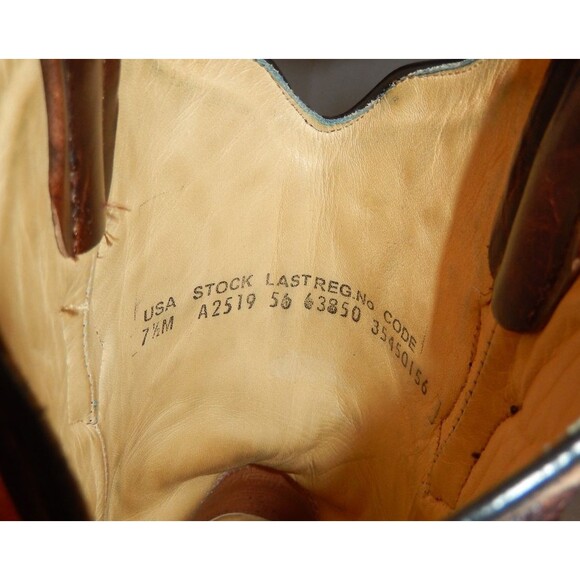 USA STOCK LAST REG.No. CODE
7½M A2519 56 63850 35450156